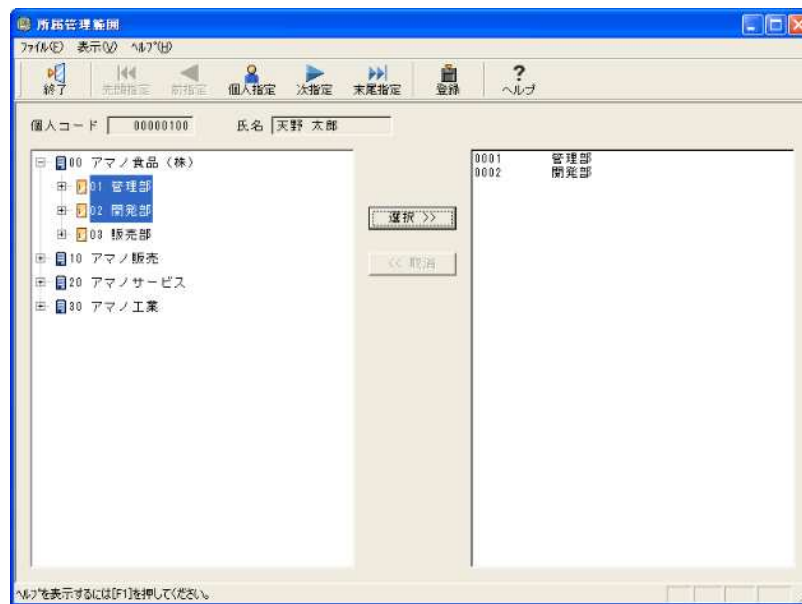 所属管理範囲
ファイル(F) 表示(V) ヘルプ(H)
終了 先頭指定 前指定 個人指定 次指定 末尾指定 登録 ヘルプ
個人コード 00000100 氏名 天野 太郎
00 アマノ食品（株）
01 管理部
02 開発部
03 販売部
10 アマノ販売
20 アマノサービス
30 アマノ工業
選択 >>
<< 取消
0001 管理部
0002 開発部
ヘルプを表示するには[F1]を押してください。